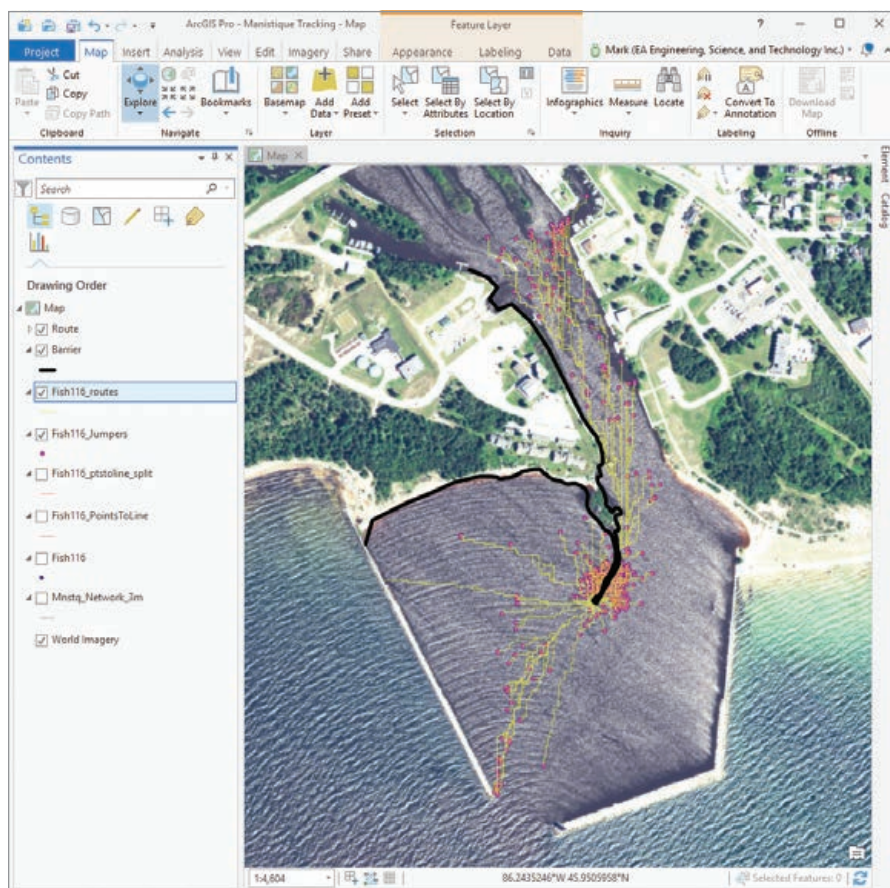 ArcGIS Pro - Manistique Tracking - Map
Feature Layer
?
Project
Map
Insert
Analysis
View
Edit
Imagery
Share
Appearance
Labeling
Data
Mark (EA Engineering, Science, and Technology Inc.)
Paste
Cut
Copy
Copy Path
Clipboard
Explore
Bookmarks
Navigate
Basemap
Add Data
Add Preset
Layer
Select
Select By Attributes
Select By Location
Selection
Infographics
Measure
Locate
Inquiry
Convert To Annotation
Labeling
Download Map
Offline
Contents
Search
Drawing Order
Map
Route
Barrier
Fish116_routes
Fish116_Jumpers
Fish116_ptstoline_split
Fish116_PointsToLine
Fish116
Mnstq_Network_3m
World Imagery
Map
Element
Catalog
1:4,604
86.2435246°W 45.9505958°N
Selected Features: 0